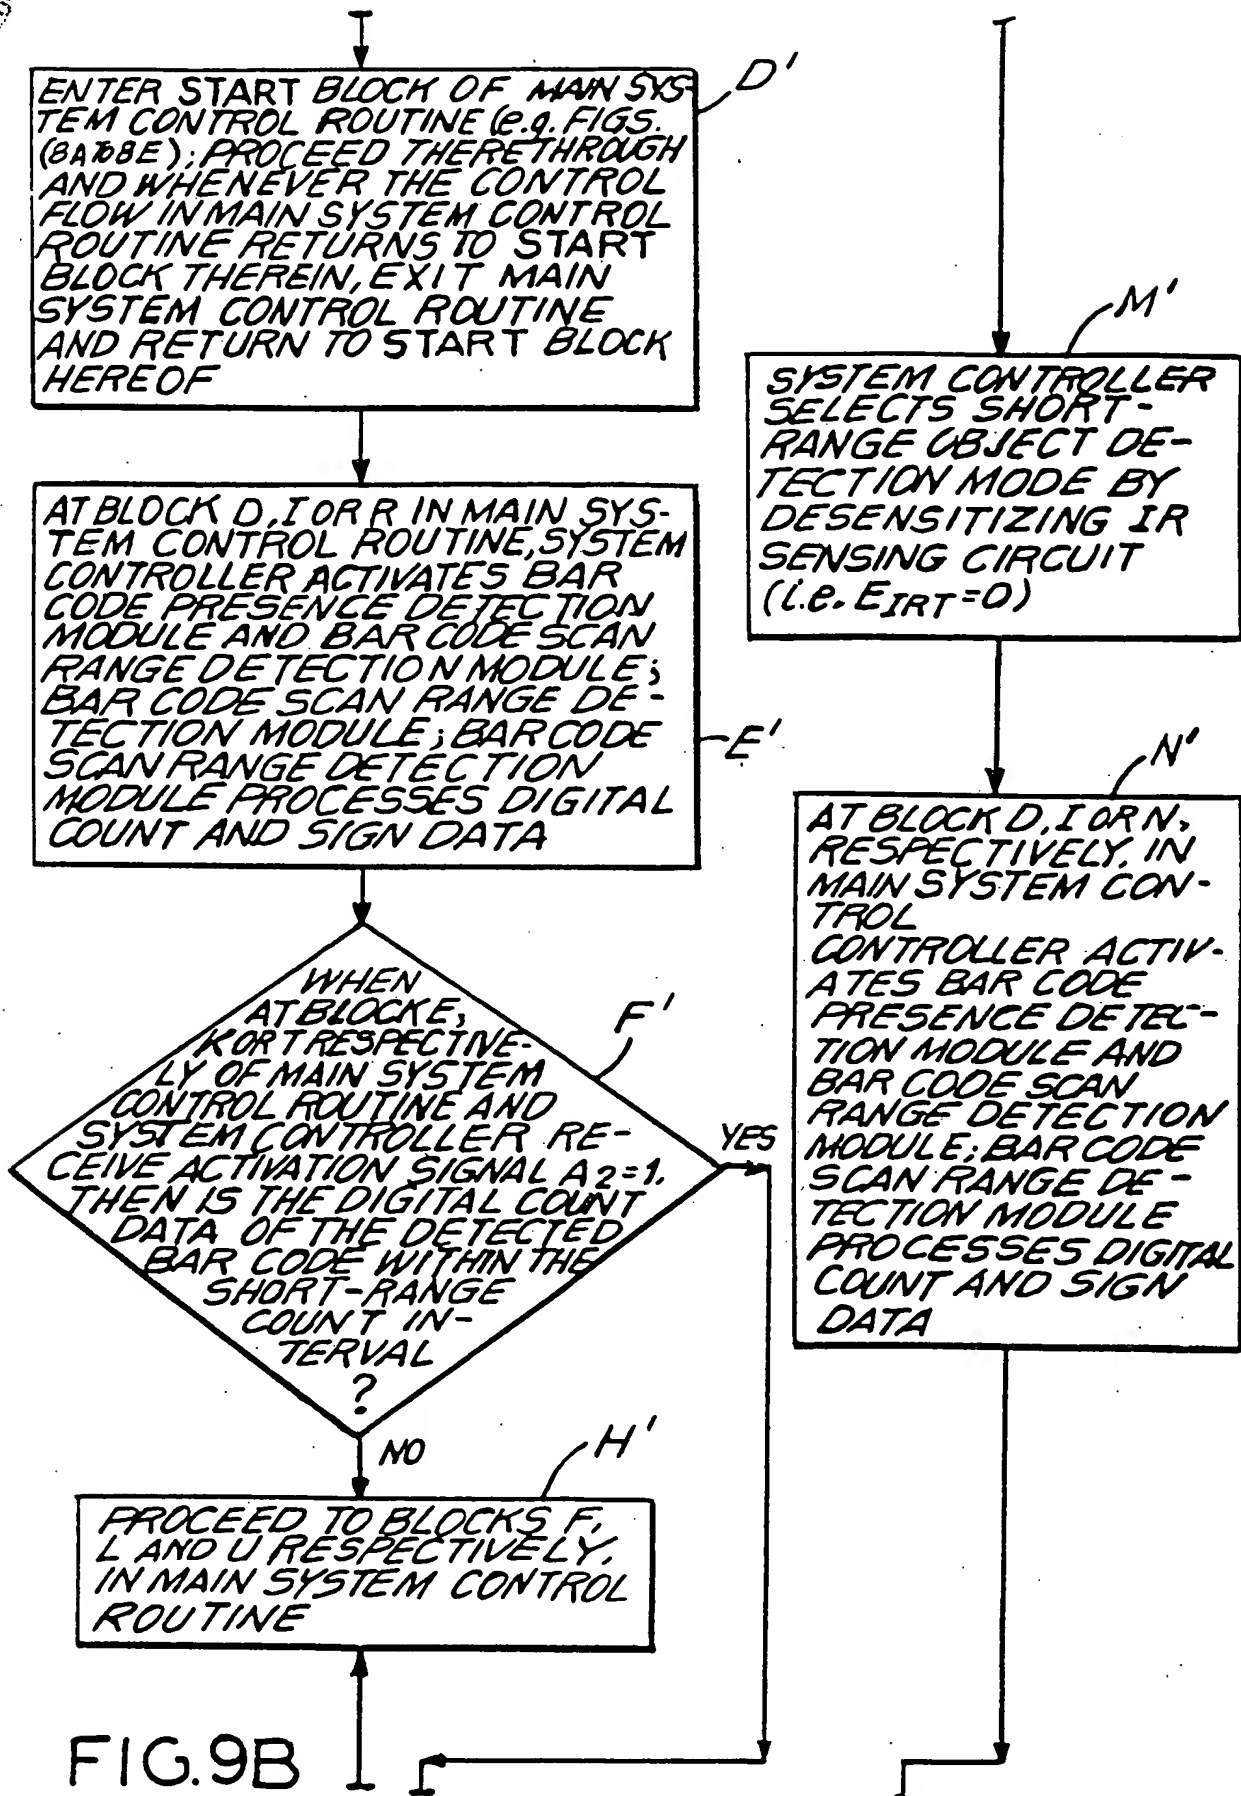 D'
ENTER START BLOCK OF MAIN SYS-
TEM CONTROL ROUTINE (e.g. FIGS.
(8A TO 8E); PROCEED THERETHROUGH
AND WHENEVER THE CONTROL
FLOW IN MAIN SYSTEM CONTROL
ROUTINE RETURNS TO START
BLOCK THEREIN, EXIT MAIN
SYSTEM CONTROL ROUTINE
AND RETURN TO START BLOCK
HEREOF
E'
AT BLOCK D, I OR R IN MAIN SYS-
TEM CONTROL ROUTINE, SYSTEM
CONTROLLER ACTIVATES BAR
CODE PRESENCE DETECTION
MODULE AND BAR CODE SCAN
RANGE DETECTION MODULE;
BAR CODE SCAN RANGE DE-
TECTION MODULE; BAR CODE
SCAN RANGE DETECTION
MODULE PROCESSES DIGITAL
COUNT AND SIGN DATA
F'
WHEN
AT BLOCK E,
K OR T RESPECTIVE-
LY OF MAIN SYSTEM
CONTROL ROUTINE AND
SYSTEM CONTROLLER RE-
CEIVE ACTIVATION SIGNAL A2=1,
THEN IS THE DIGITAL COUNT
DATA OF THE DETECTED
BAR CODE WITHIN THE
SHORT-RANGE
COUNT IN-
TERVAL
?
YES
NO
H'
PROCEED TO BLOCKS F,
L AND U RESPECTIVELY,
IN MAIN SYSTEM CONTROL
ROUTINE
M'
SYSTEM CONTROLLER
SELECTS SHORT-
RANGE OBJECT DE-
TECTION MODE BY
DESENSITIZING IR
SENSING CIRCUIT
(i.e. EIRT=0)
N'
AT BLOCK D, I OR N,
RESPECTIVELY, IN
MAIN SYSTEM CON-
TROL
CONTROLLER ACTIV-
ATES BAR CODE
PRESENCE DETEC-
TION MODULE AND
BAR CODE SCAN
RANGE DETECTION
MODULE; BAR CODE
SCAN RANGE DE-
TECTION MODULE
PROCESSES DIGITAL
COUNT AND SIGN
DATA
FIG.9B